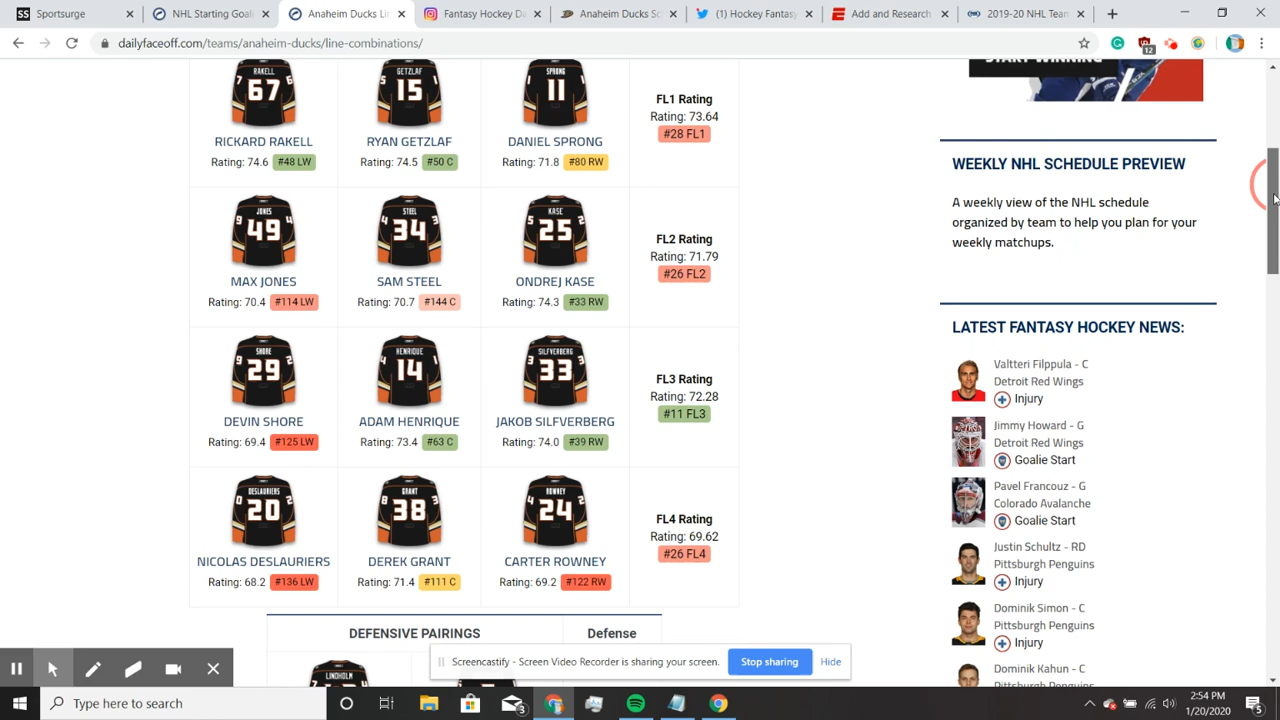 Sportsurge
NHL Starting Goali
Anaheim Ducks Lin
Fantasy Hockey Da
Anaheim Ducks Sc
(1) Fantasy Hockey
Add and Research
2019-20 NHL Team
dailyfaceoff.com/teams/anaheim-ducks/line-combinations/
12
START WINNING
RAKELL
67
GETZLAF
15
SPRONG
11
FL1 Rating
Rating: 73.64
#28 FL1
RICKARD RAKELL
RYAN GETZLAF
DANIEL SPRONG
Rating: 74.6 #48 LW
Rating: 74.5 #50 C
Rating: 71.8 #80 RW
JONES
49
STEEL
34
KASE
25
FL2 Rating
Rating: 71.79
#26 FL2
MAX JONES
SAM STEEL
ONDREJ KASE
Rating: 70.4 #114 LW
Rating: 70.7 #144 C
Rating: 74.3 #33 RW
SHORE
29
HENRIQUE
14
SILFVERBERG
33
FL3 Rating
Rating: 72.28
#11 FL3
DEVIN SHORE
ADAM HENRIQUE
JAKOB SILFVERBERG
Rating: 69.4 #125 LW
Rating: 73.4 #63 C
Rating: 74.0 #39 RW
DESLAURIERS
20
GRANT
38
ROWNEY
24
FL4 Rating
Rating: 69.62
#26 FL4
NICOLAS DESLAURIERS
DEREK GRANT
CARTER ROWNEY
Rating: 68.2 #136 LW
Rating: 71.4 #111 C
Rating: 69.2 #122 RW
DEFENSIVE PAIRINGS
Defense
LINDHOLM
WEEKLY NHL SCHEDULE PREVIEW
A weekly view of the NHL schedule
organized by team to help you plan for your
weekly matchups.
LATEST FANTASY HOCKEY NEWS:
Valtteri Filppula - C
Detroit Red Wings
Injury
Jimmy Howard - G
Detroit Red Wings
Goalie Start
Pavel Francouz - G
Colorado Avalanche
Goalie Start
Justin Schultz - RD
Pittsburgh Penguins
Injury
Dominik Simon - C
Pittsburgh Penguins
Injury
Dominik Kahun - C
Pittsburgh Penguins
Screencastify - Screen Video Recorder is sharing your screen.
Stop sharing
Hide
Type here to search
3
2:54 PM
1/20/2020
5